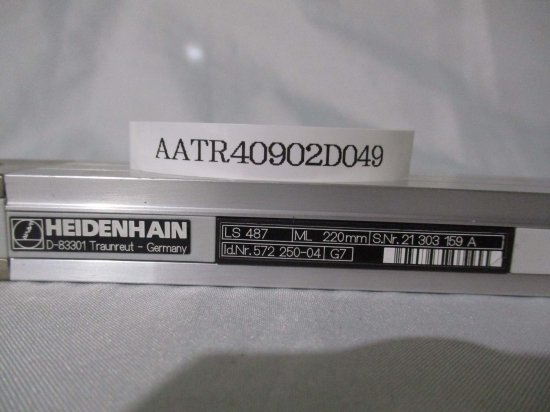 AATR40902D049
HEIDENHAIN
D-83301 Traunreut - Germany
LS 487 ML 220mm S.Nr. 21 303 159 A
Id.Nr. 572 250-04 G7